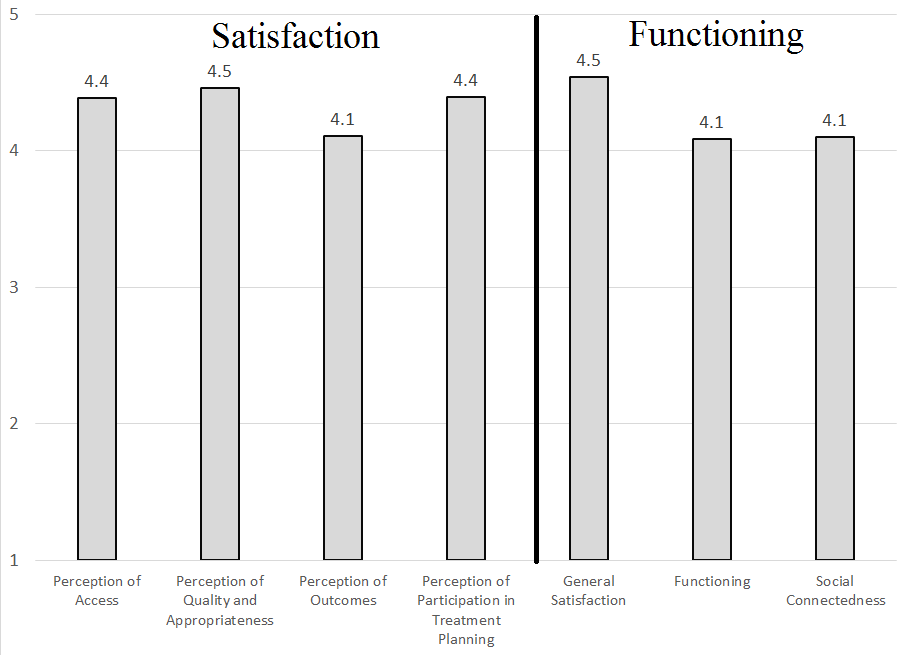 Satisfaction
Functioning
5
4
3
2
1
4.4
4.5
4.1
4.4
4.5
4.1
4.1
Perception of
Access
Perception of
Quality and
Appropriateness
Perception of
Outcomes
Perception of
Participation in
Treatment
Planning
General
Satisfaction
Functioning
Social
Connectedness